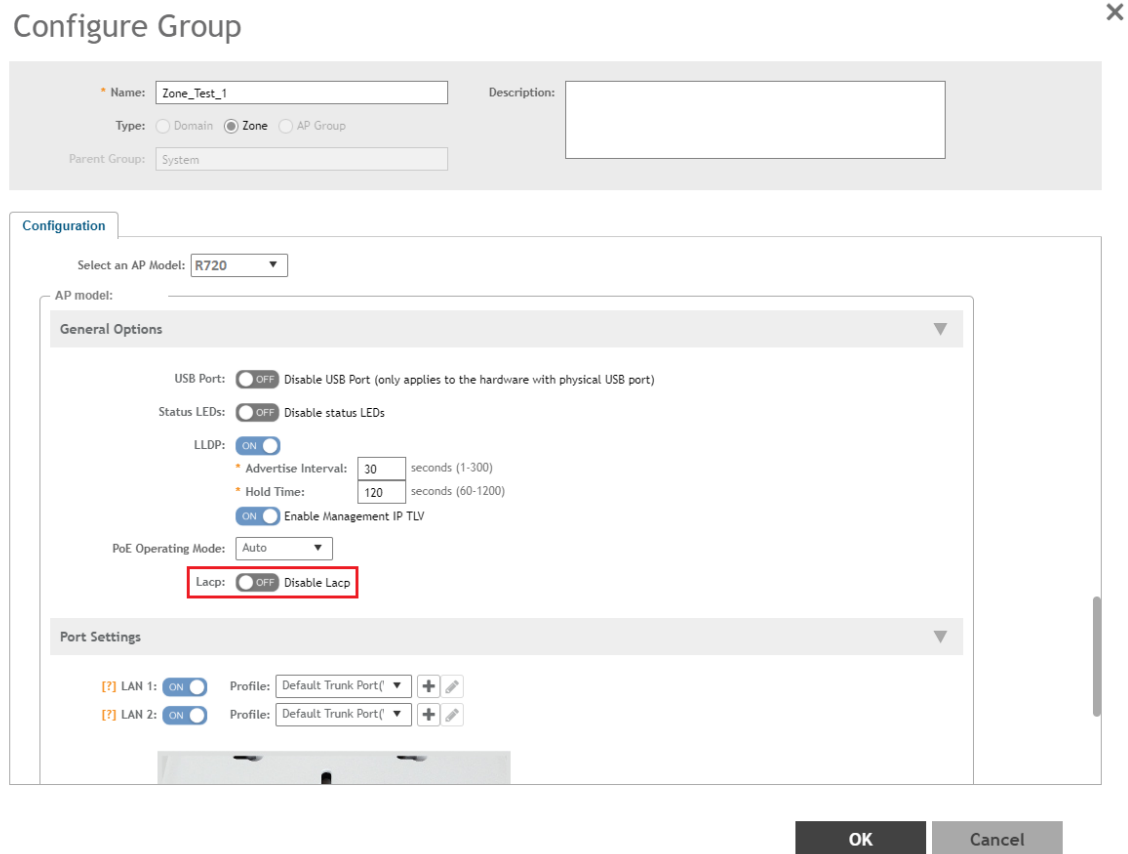 Configure Group
* Name: Zone_Test_1 Description:
Type: Domain Zone AP Group
Parent Group: System
Configuration
Select an AP Model: R720
AP model:
General Options
USB Port: OFF Disable USB Port (only applies to the hardware with physical USB port)
Status LEDs: OFF Disable status LEDs
LLDP: ON
* Advertise Interval: 30 seconds (1-300)
* Hold Time: 120 seconds (60-1200)
ON Enable Management IP TLV
PoE Operating Mode: Auto
Lacp: OFF Disable Lacp
Port Settings
[?] LAN 1: ON Profile: Default Trunk Port('
[?] LAN 2: ON Profile: Default Trunk Port('
OK Cancel